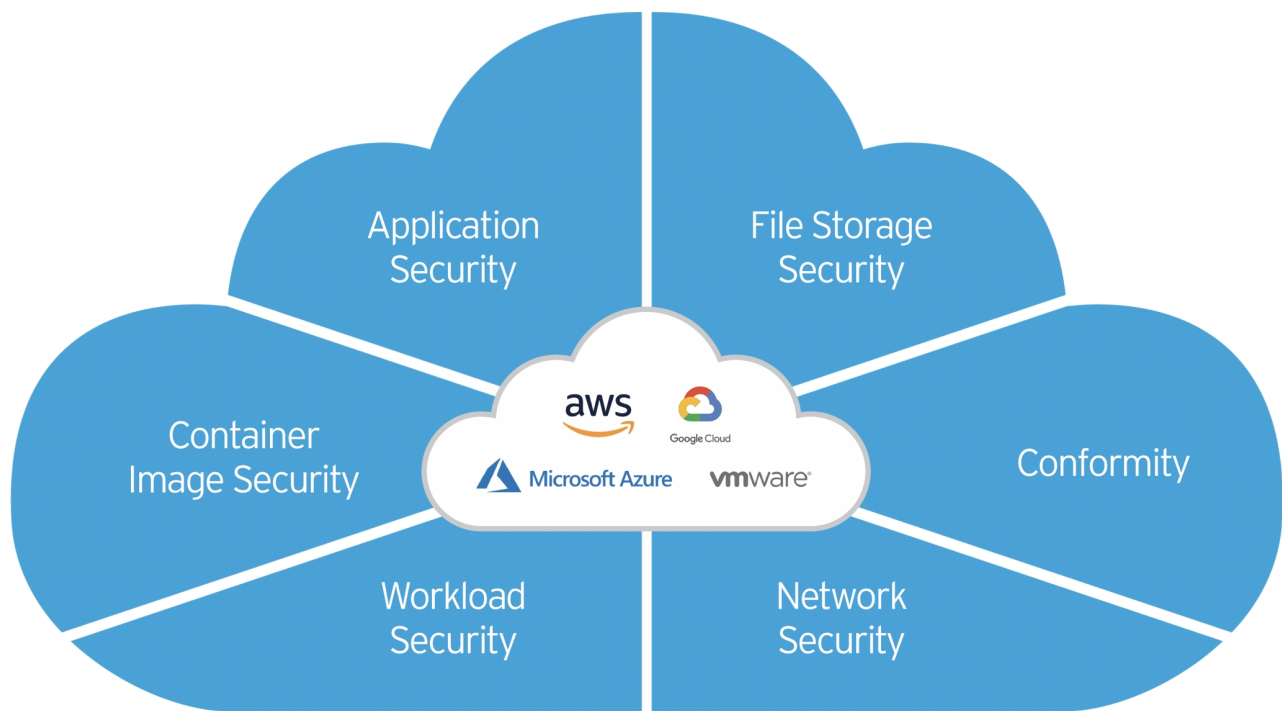 Application
Security
File Storage
Security
Container
Image Security
aws
Google Cloud
Microsoft Azure
vmware®
Conformity
Workload
Security
Network
Security